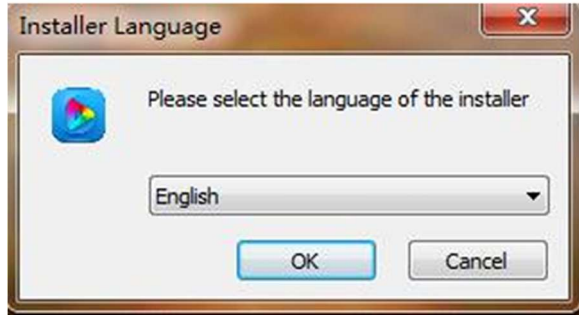 Installer Language
Please select the language of the installer
English
OK
Cancel